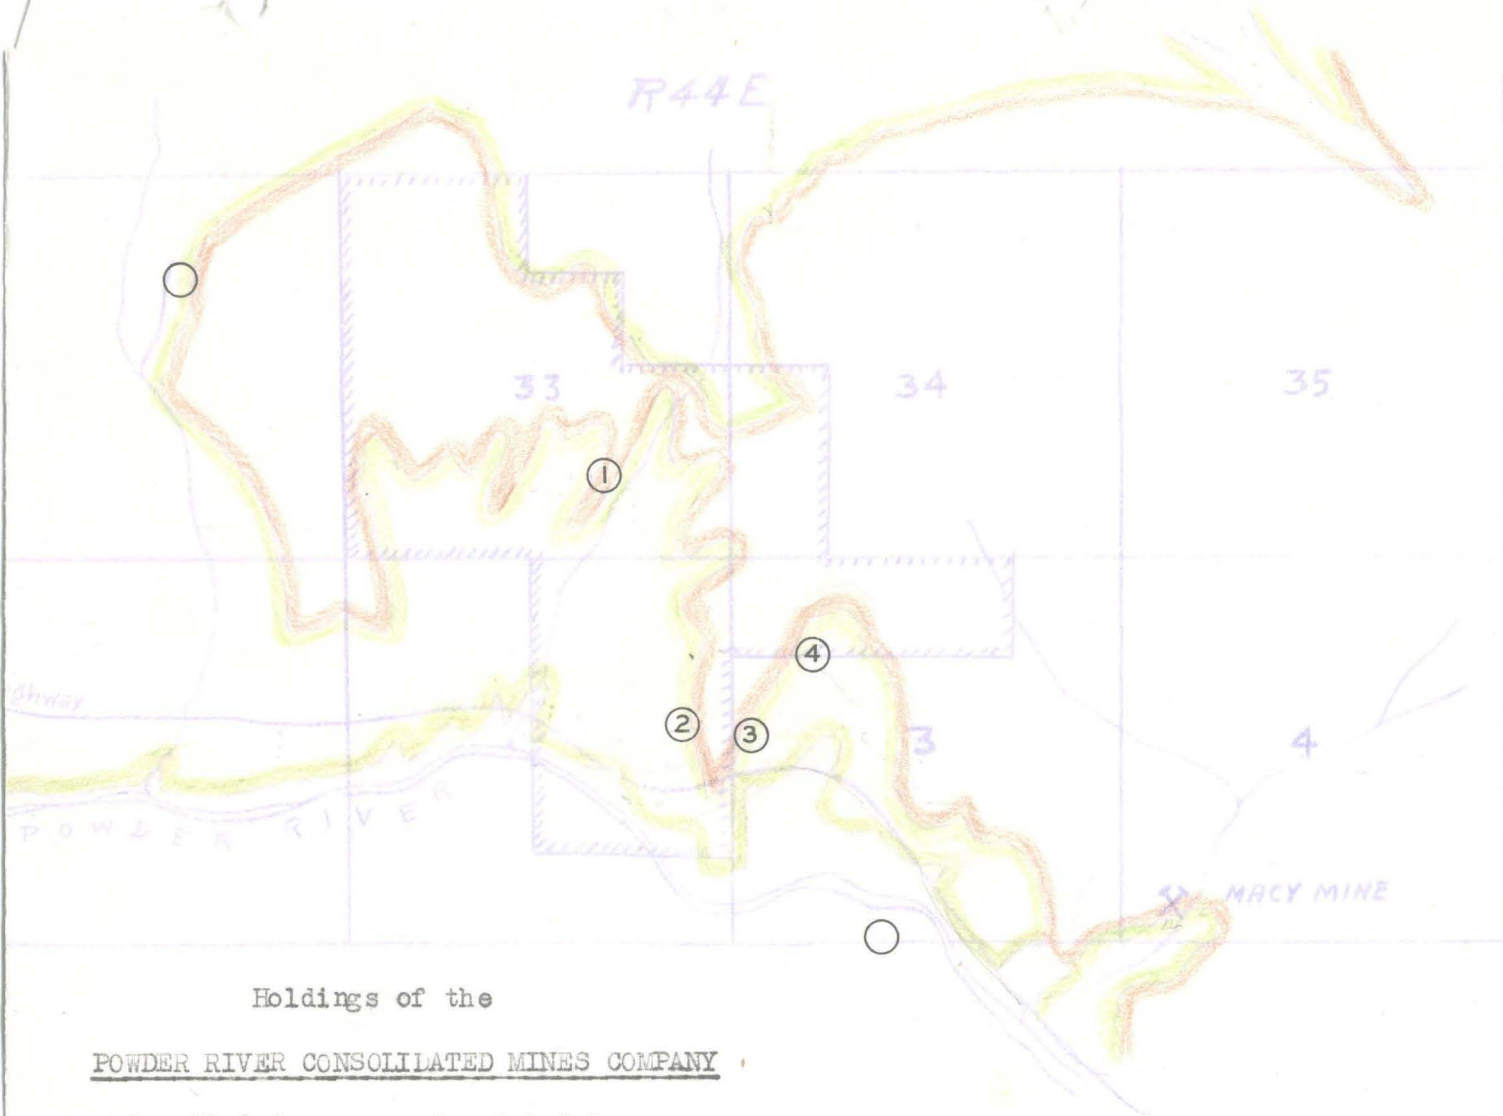 R44E
33
34
35
1
4
ghway
2
3
3
4
POWDER RIVER
MACY MINE
Holdings of the
POWDER RIVER CONSOLIDATED MINES COMPANY